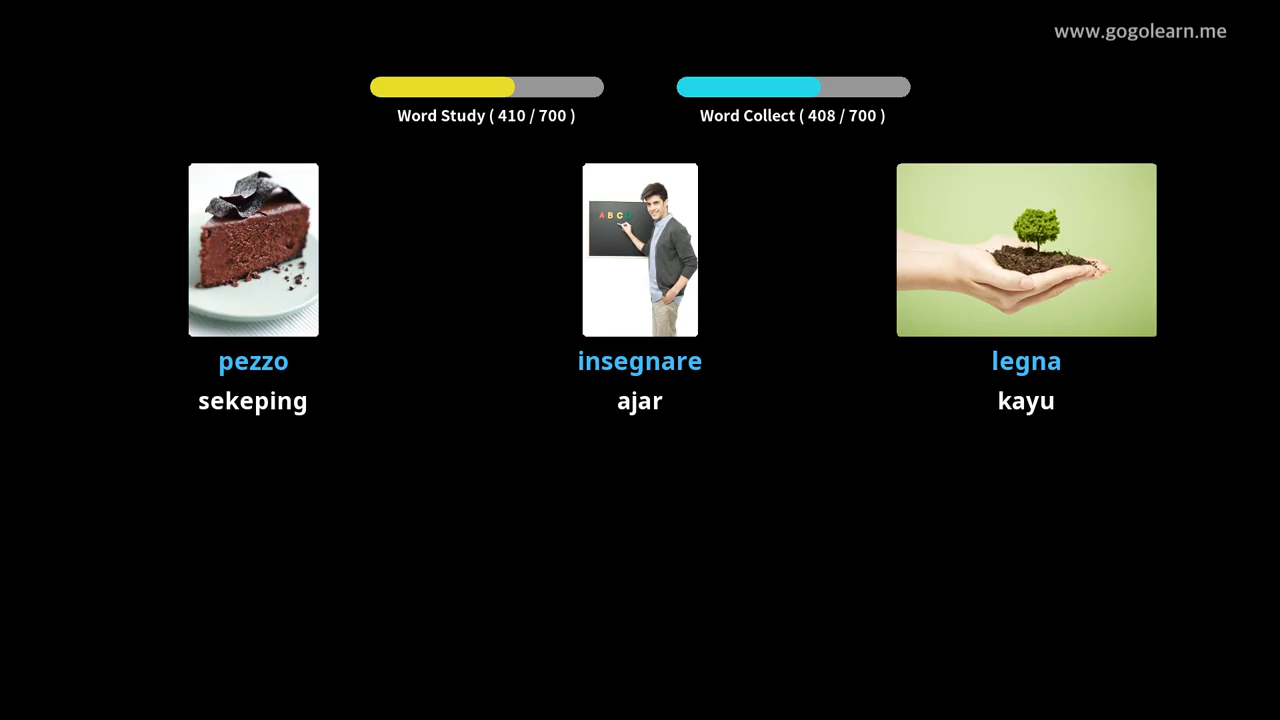 www.gogolearn.me
Word Study ( 410 / 700 )
Word Collect ( 408 / 700 )
A B C D
pezzo
insegnare
legna
sekeping
ajar
kayu